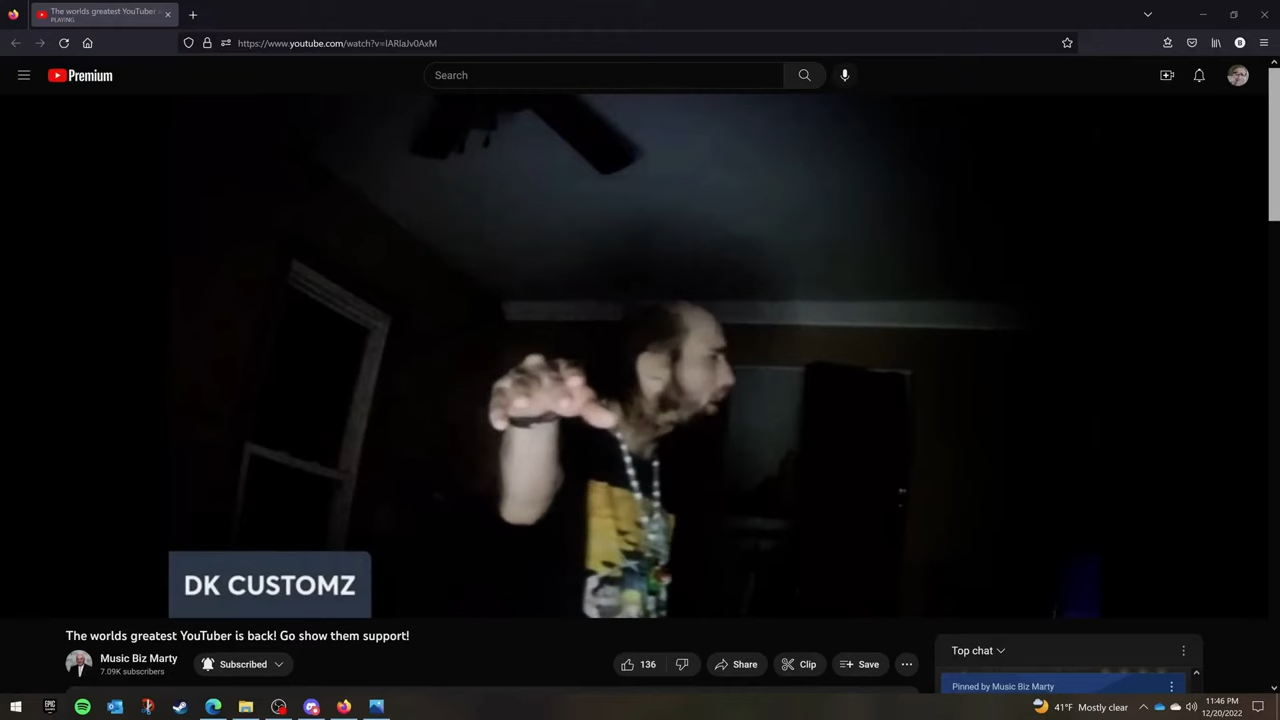 The worlds greatest YouTuber
PLAYING
https://www.youtube.com/watch?v=lARlaJv0AxM
B
Premium
Search
DK CUSTOMZ
The worlds greatest YouTuber is back! Go show them support!
Music Biz Marty
7.09K subscribers
Subscribed
136
Share
Clip
Save
Top chat
Pinned by Music Biz Marty
EPIC
41°F Mostly clear
11:46 PM
12/20/2022